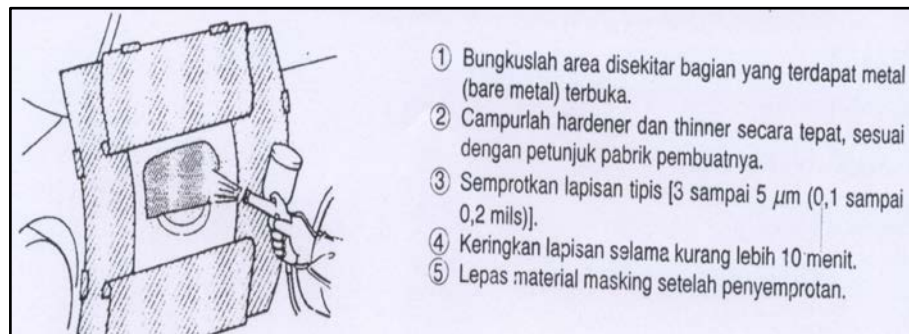 ① Bungkuslah area disekitar bagian yang terdapat metal
(bare metal) terbuka.
② Campurlah hardener dan thinner secara tepat, sesuai
dengan petunjuk pabrik pembuatnya.
③ Semprotkan lapisan tipis [3 sampai 5 μm (0,1 sampai
0,2 mils)].
④ Keringkan lapisan selama kurang lebih 10 menit.
⑤ Lepas material masking setelah penyemprotan.